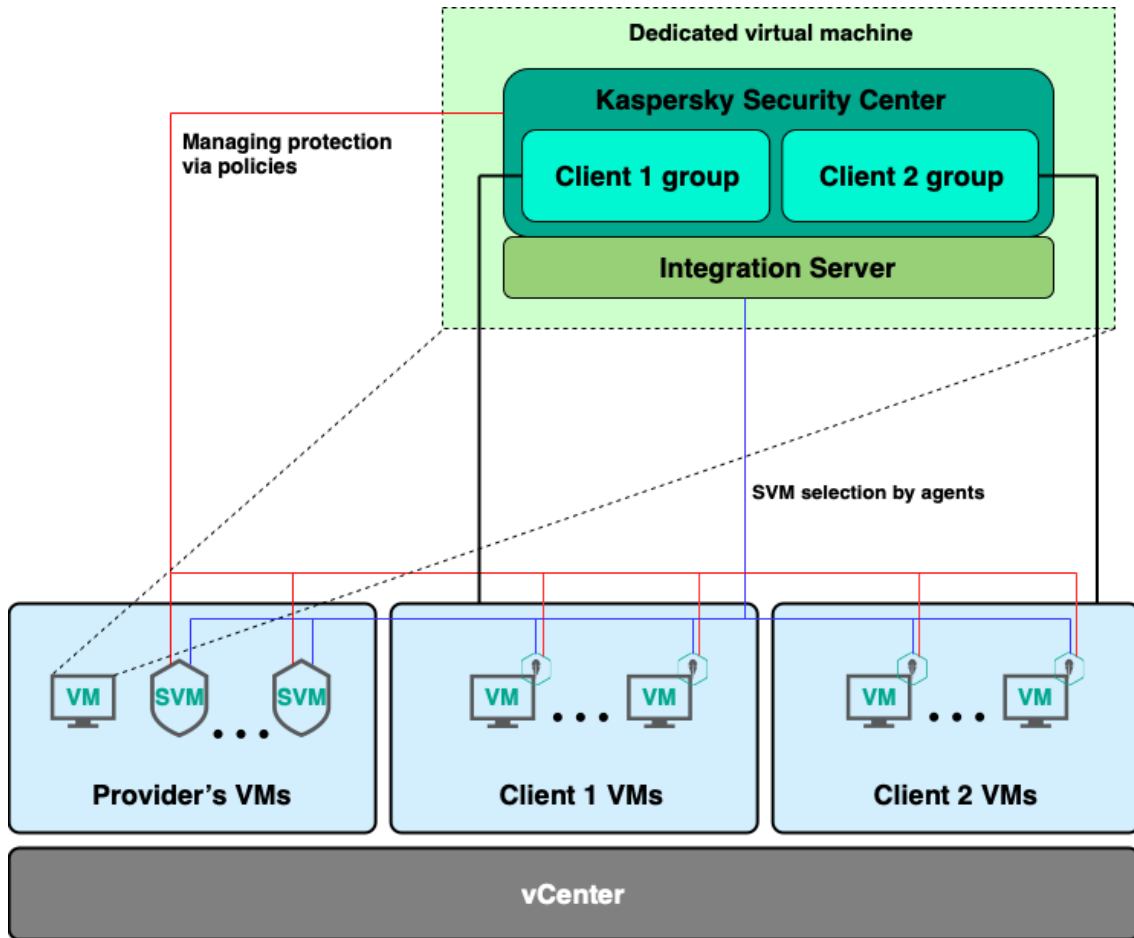 Dedicated virtual machine
Kaspersky Security Center
Managing protection
via policies
Client 1 group
Client 2 group
Integration Server
SVM selection by agents
VM
SVM
SVM
VM
VM
VM
VM
Provider's VMs
Client 1 VMs
Client 2 VMs
vCenter